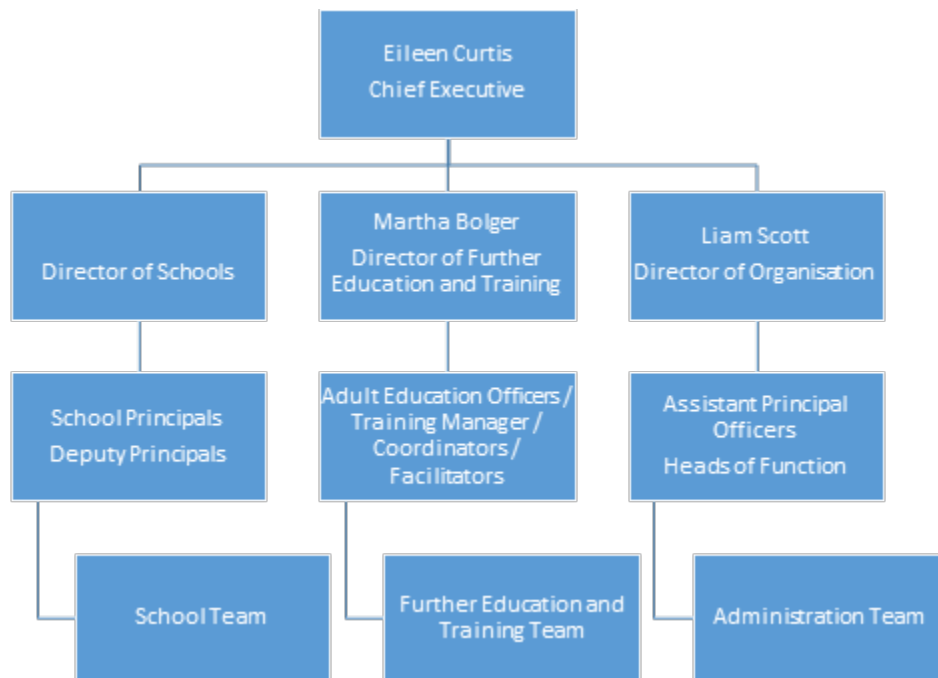 Eileen Curtis
Chief Executive
Director of Schools
Martha Bolger
Director of Further
Education and Training
Liam Scott
Director of Organisation
School Principals
Deputy Principals
Adult Education Officers /
Training Manager /
Coordinators /
Facilitators
Assistant Principal
Officers
Heads of Function
School Team
Further Education and
Training Team
Administration Team